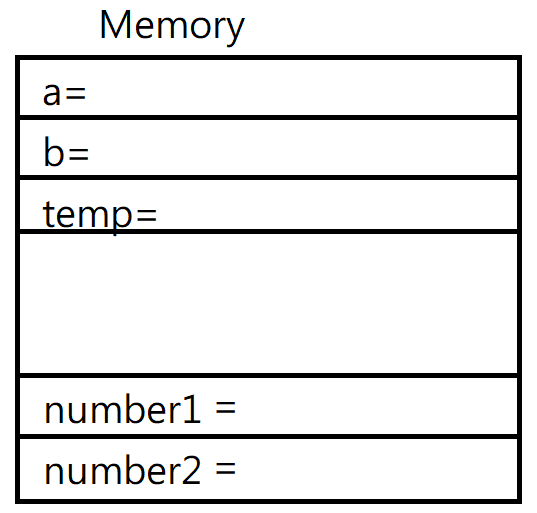 Memory
a=
b=
temp=
number1 =
number2 =